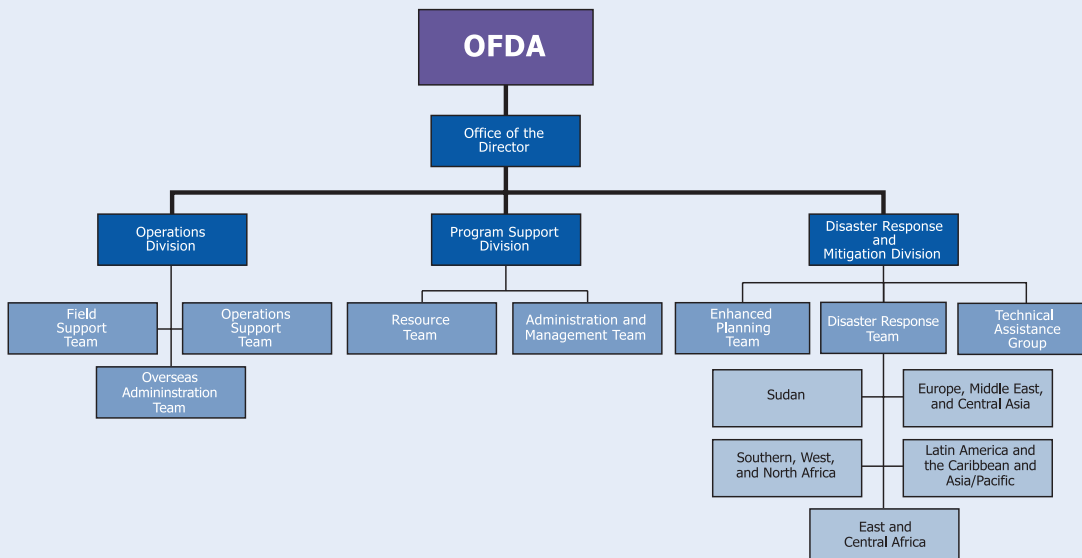 OFDA
Office of the
Director
Operations
Division
Program Support
Division
Disaster Response
and
Mitigation Division
Field
Support
Team
Operations
Support
Team
Overseas
Admininstration
Team
Resource
Team
Administration and
Management Team
Enhanced
Planning
Team
Disaster Response
Team
Technical
Assistance
Group
Sudan
Europe, Middle East,
and Central Asia
Southern, West,
and North Africa
Latin America and
the Caribbean and
Asia/Pacific
East and
Central Africa